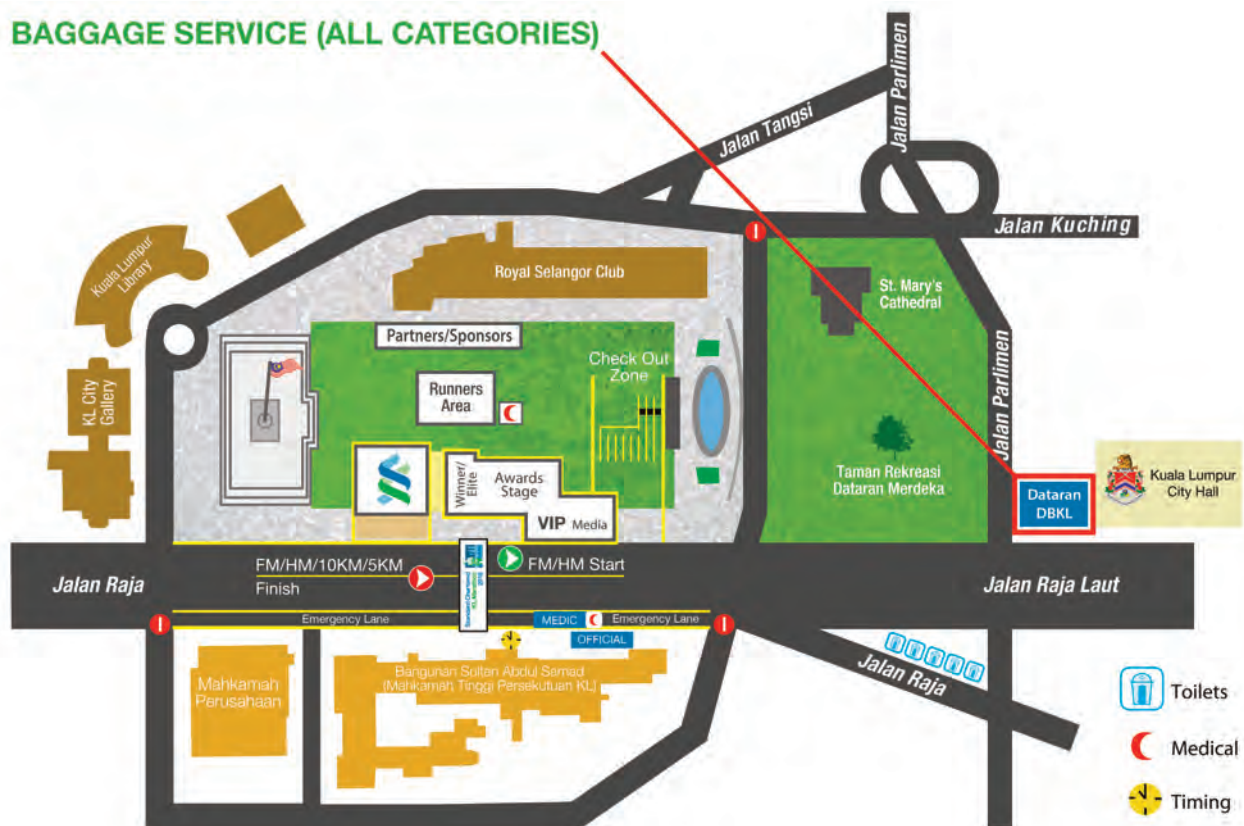 BAGGAGE SERVICE (ALL CATEGORIES)
Jalan Parlimen
Jalan Tangsi
Jalan Kuching
Kuala Lumpur
Library
Royal Selangor Club
St. Mary's
Cathedral
Partners/Sponsors
Check Out
Zone
Runners
Area
KL City
Gallery
Jalan Parlimen
Winner/
Elite
Awards
Stage
VIP Media
Taman Rekreasi
Dataran Merdeka
Dataran
DBKL
Kuala Lumpur
City Hall
Jalan Raja
FM/HM/10KM/5KM
Finish
Standard Chartered
KL Marathon
FM/HM Start
Jalan Raja Laut
Emergency Lane
MEDIC
Emergency Lane
OFFICIAL
Mahkamah
Perusahaan
Bangunan Sultan Abdul Samad
(Mahkamah Tinggi Persekutuan KL)
Jalan Raja
Toilets
Medical
Timing